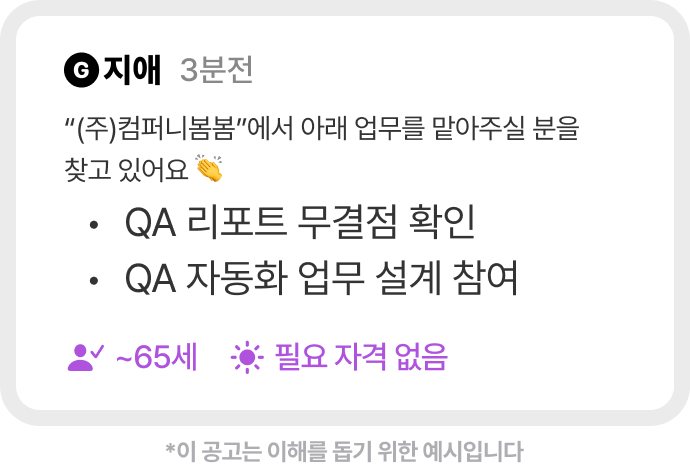 G 지애 3분전
“(주)컴퍼니봄봄”에서 아래 업무를 맡아주실 분을
찾고 있어요 👏
• QA 리포트 무결점 확인
• QA 자동화 업무 설계 참여
~65세 필요 자격 없음
*이 공고는 이해를 돕기 위한 예시입니다